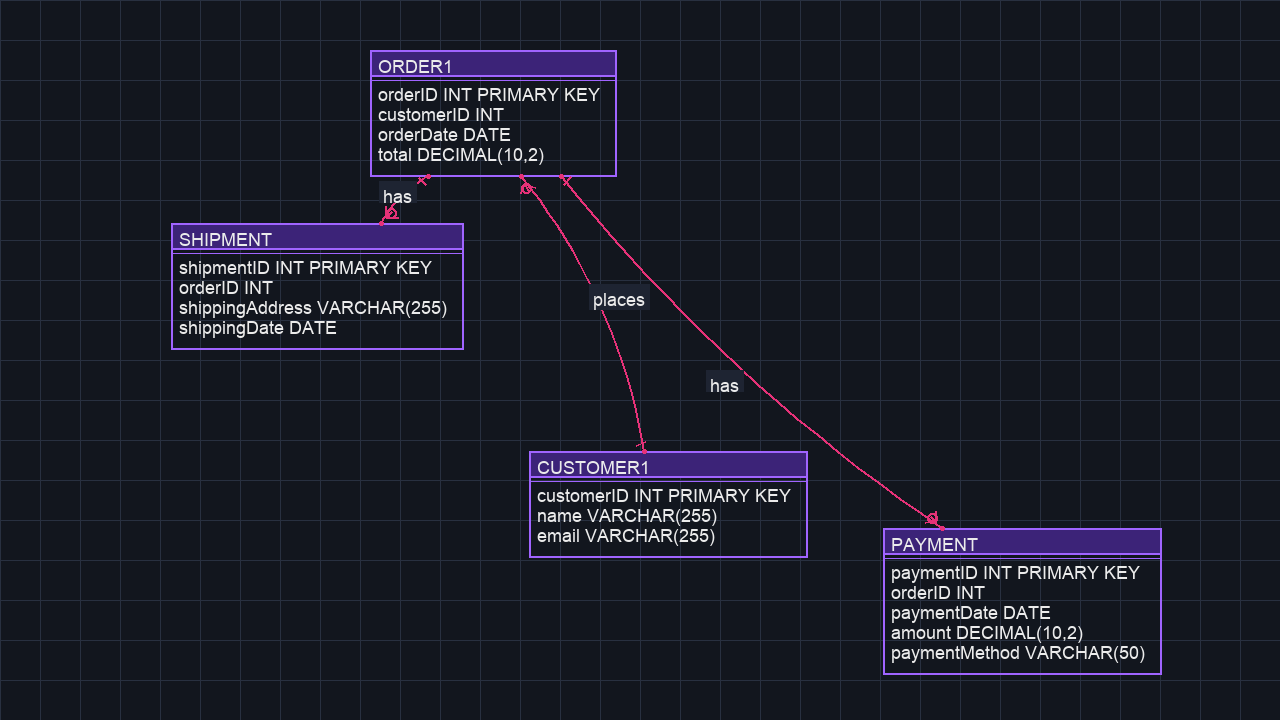 ORDER1
orderID INT PRIMARY KEY
customerID INT
orderDate DATE
total DECIMAL(10,2)
has
SHIPMENT
shipmentID INT PRIMARY KEY
orderID INT
shippingAddress VARCHAR(255)
shippingDate DATE
places
has
CUSTOMER1
customerID INT PRIMARY KEY
name VARCHAR(255)
email VARCHAR(255)
PAYMENT
paymentID INT PRIMARY KEY
orderID INT
paymentDate DATE
amount DECIMAL(10,2)
paymentMethod VARCHAR(50)